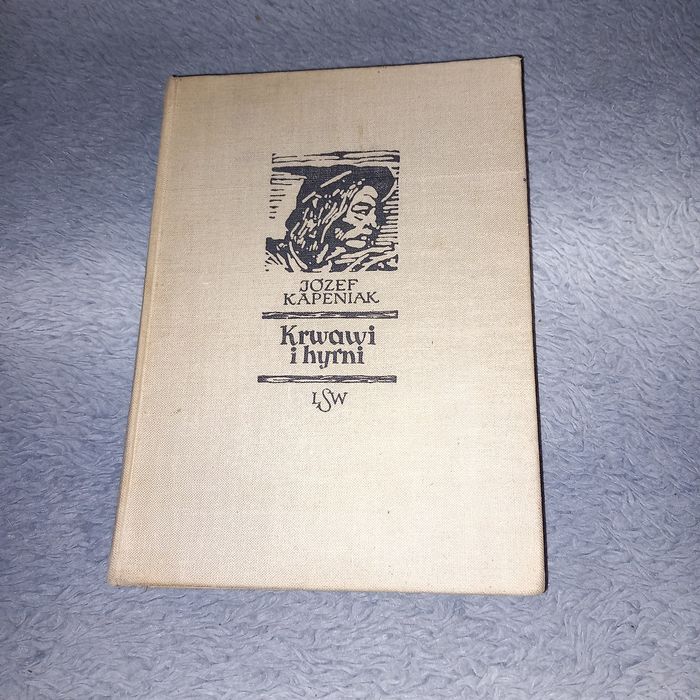 JÓZEF
KAPENIAK
Krwawi
i hyrni
LSW